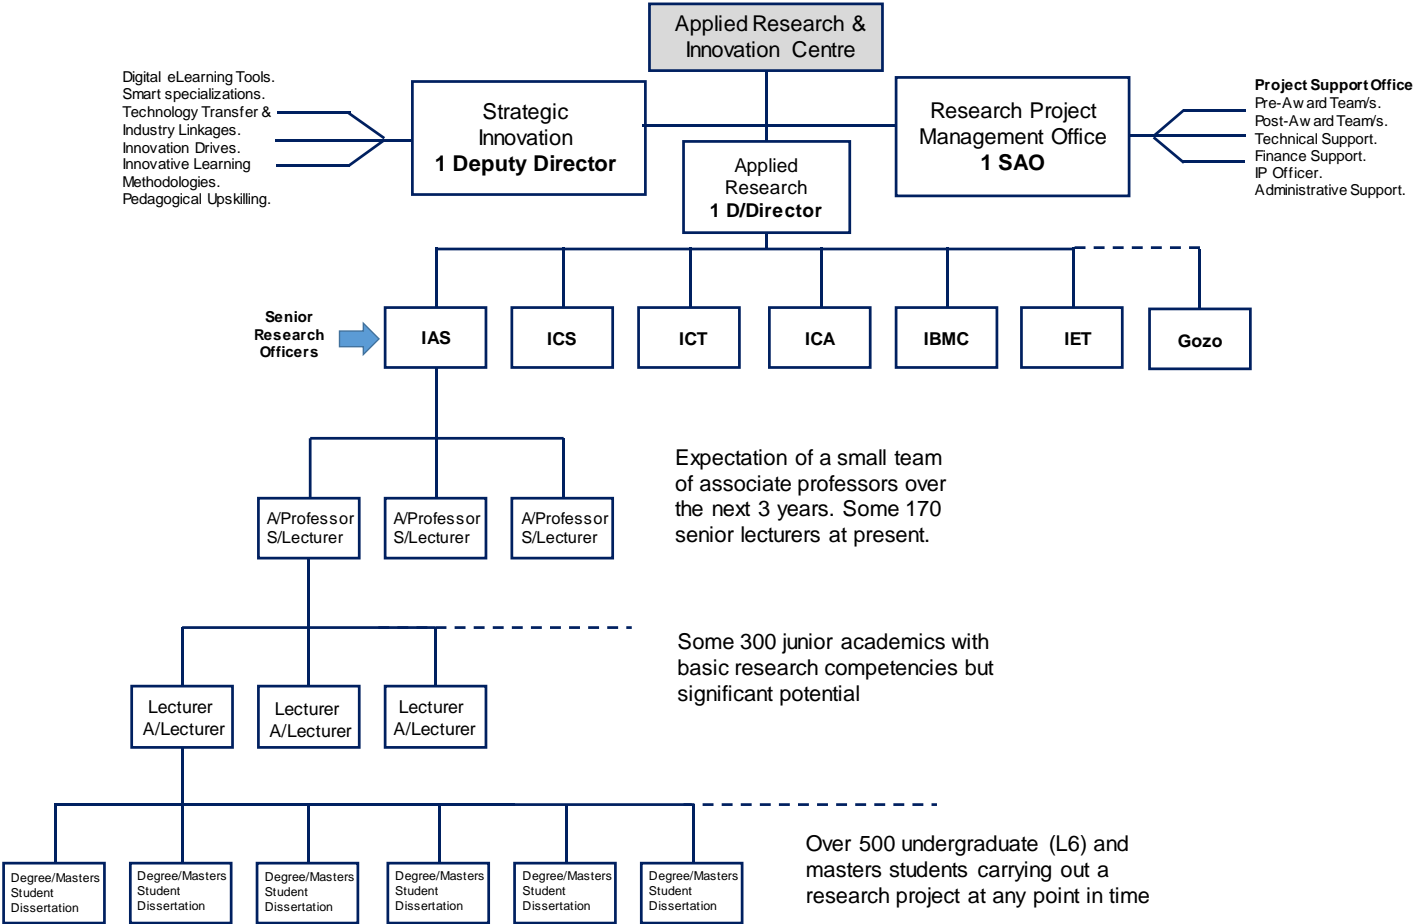 Applied Research &
Innovation Centre
Digital eLearning Tools.
Smart specializations.
Technology Transfer &
Industry Linkages.
Innovation Drives.
Innovative Learning
Methodologies.
Pedagogical Upskilling.
Strategic
Innovation
1 Deputy Director
Applied
Research
1 D/Director
Research Project
Management Office
1 SAO
Project Support Office
Pre-Award Team/s.
Post-Award Team/s.
Technical Support.
Finance Support.
IP Officer.
Administrative Support.
Senior
Research
Officers
IAS
ICS
ICT
ICA
IBMC
IET
Gozo
Expectation of a small team
of associate professors over
the next 3 years. Some 170
senior lecturers at present.
A/Professor
S/Lecturer
A/Professor
S/Lecturer
A/Professor
S/Lecturer
Some 300 junior academics with
basic research competencies but
significant potential
Lecturer
A/Lecturer
Lecturer
A/Lecturer
Lecturer
A/Lecturer
Over 500 undergraduate (L6) and
masters students carrying out a
research project at any point in time
Degree/Masters
Student
Dissertation
Degree/Masters
Student
Dissertation
Degree/Masters
Student
Dissertation
Degree/Masters
Student
Dissertation
Degree/Masters
Student
Dissertation
Degree/Masters
Student
Dissertation